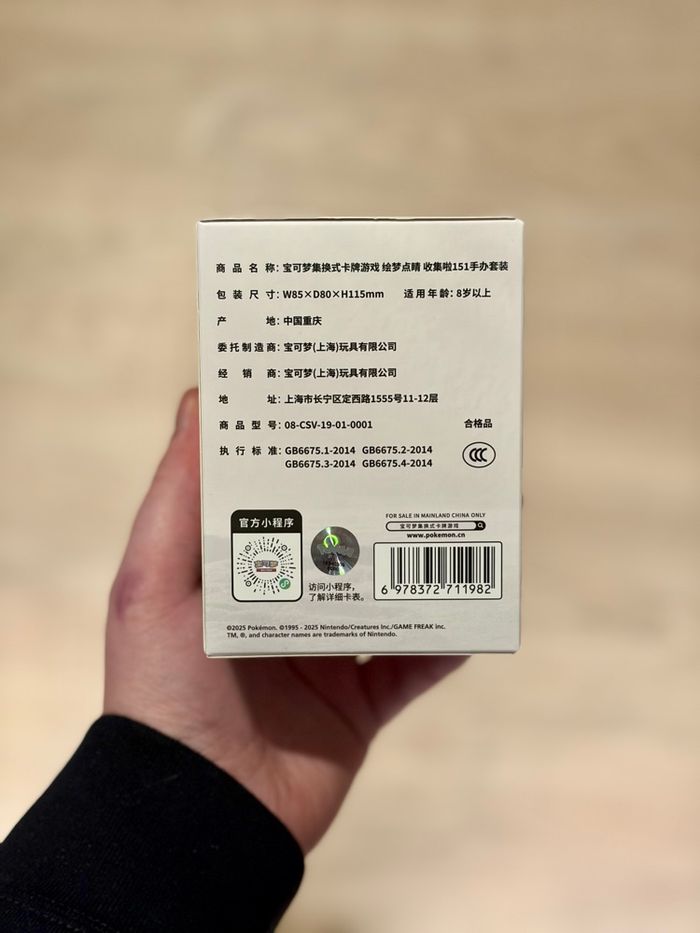 商品名称：宝可梦集换式卡牌游戏 绘梦点睛 收集啦151手办套装
包装尺寸：W85×D80×H115mm 适用年龄：8岁以上
产地：中国重庆
委托制造商：宝可梦(上海)玩具有限公司
经销商：宝可梦(上海)玩具有限公司
地址：上海市长宁区定西路1555号11-12层
商品型号：08-CSV-19-01-0001 合格品
执行标准：GB6675.1-2014 GB6675.2-2014
GB6675.3-2014 GB6675.4-2014
CCC
官方小程序
宝可梦
访问小程序，
了解详细卡表。
FOR SALE IN MAINLAND CHINA ONLY
宝可梦集换式卡牌游戏
www.pokemon.cn
6 978372 711982
©2025 Pokémon. ©1995 - 2025 Nintendo/Creatures Inc./GAME FREAK inc.
TM, ®, and character names are trademarks of Nintendo.